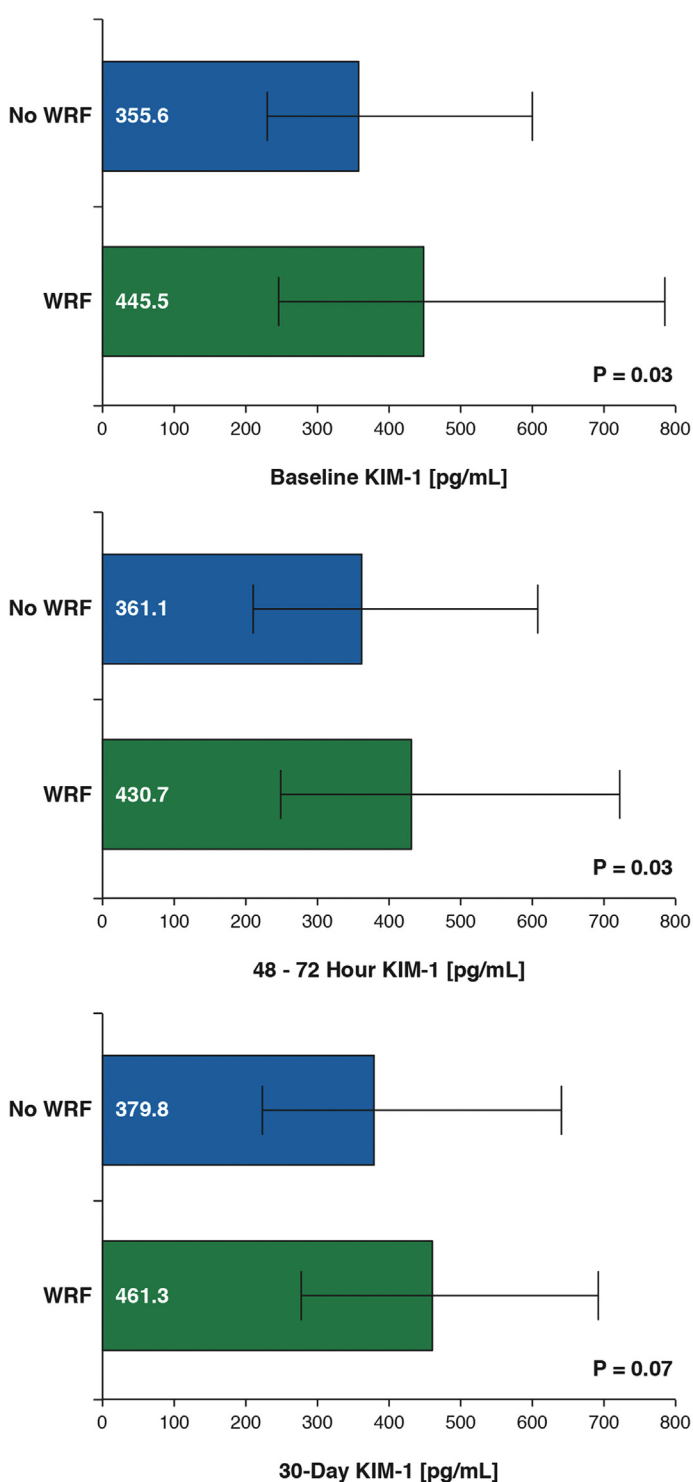 No WRF
355.6
WRF
445.5
P = 0.03
0 100 200 300 400 500 600 700 800
Baseline KIM-1 [pg/mL]
No WRF
361.1
WRF
430.7
P = 0.03
0 100 200 300 400 500 600 700 800
48 - 72 Hour KIM-1 [pg/mL]
No WRF
379.8
WRF
461.3
P = 0.07
0 100 200 300 400 500 600 700 800
30-Day KIM-1 [pg/mL]